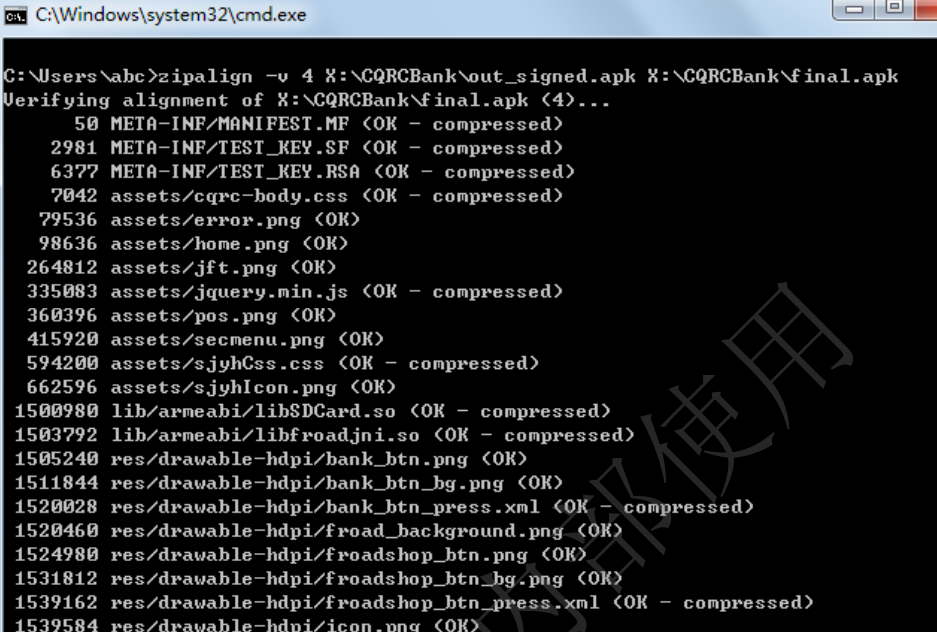 C:\Windows\system32\cmd.exe
C:\Users\abc>zipalign -v 4 X:\CQRCBank\out_signed.apk X:\CQRCBank\final.apk
Verifying alignment of X:\CQRCBank\final.apk (4)...
50 META-INF/MANIFEST.MF (OK - compressed)
2981 META-INF/TEST_KEY.SF (OK - compressed)
6377 META-INF/TEST_KEY.RSA (OK - compressed)
7042 assets/cqrc-body.css (OK - compressed)
79536 assets/error.png (OK)
98636 assets/home.png (OK)
264812 assets/jft.png (OK)
335083 assets/jquery.min.js (OK - compressed)
360396 assets/pos.png (OK)
415920 assets/secmenu.png (OK)
594200 assets/sjyhCss.css (OK - compressed)
662596 assets/sjyhIcon.png (OK)
1500980 lib/armeabi/libSDCard.so (OK - compressed)
1503792 lib/armeabi/libfroadjni.so (OK - compressed)
1505240 res/drawable-hdpi/bank_btn.png (OK)
1511844 res/drawable-hdpi/bank_btn_bg.png (OK)
1520028 res/drawable-hdpi/bank_btn_press.xml (OK - compressed)
1520460 res/drawable-hdpi/froad_background.png (OK)
1524980 res/drawable-hdpi/froadshop_btn.png (OK)
1531812 res/drawable-hdpi/froadshop_btn_bg.png (OK)
1539162 res/drawable-hdpi/froadshop_btn_press.xml (OK - compressed)
1539584 res/drawable-hdpi/icon.png (OK)
内部使用